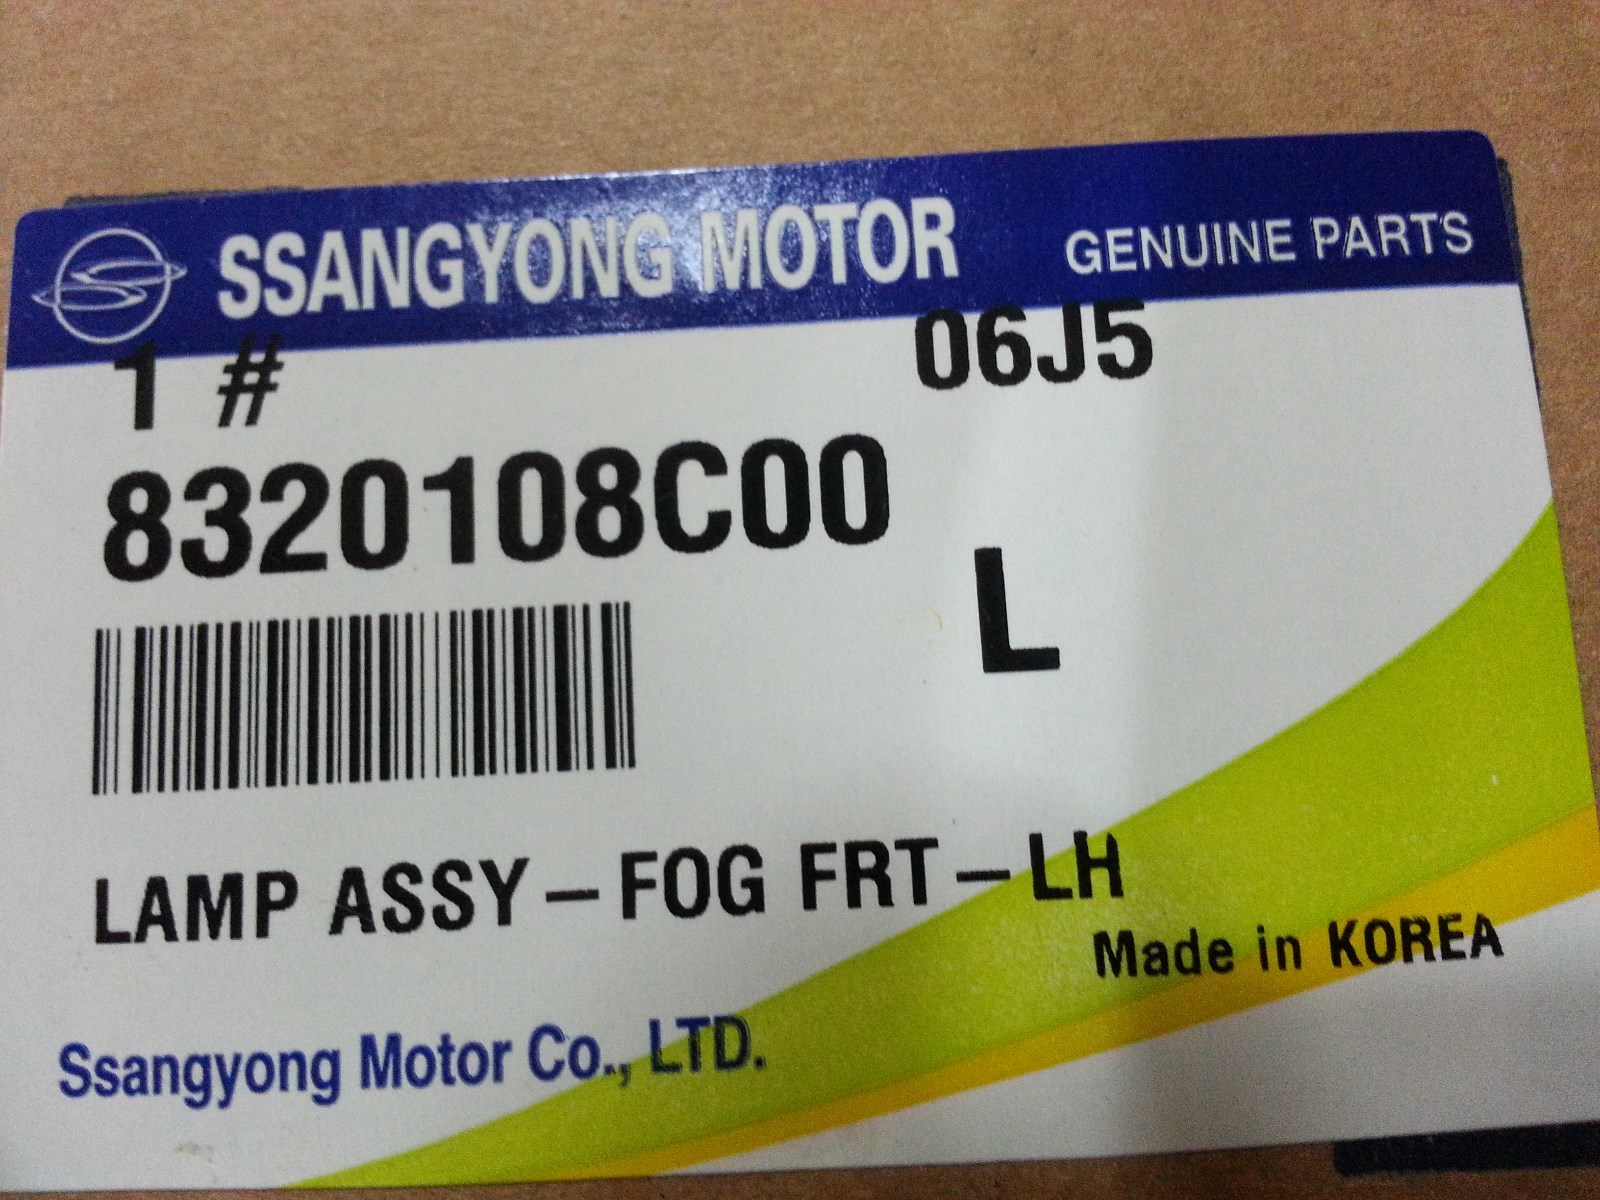 SSANGYONG MOTOR GENUINE PARTS
1 # 06J5
8320108C00
L
LAMP ASSY – FOG FRT – LH
Made in KOREA
Ssangyong Motor Co., LTD.